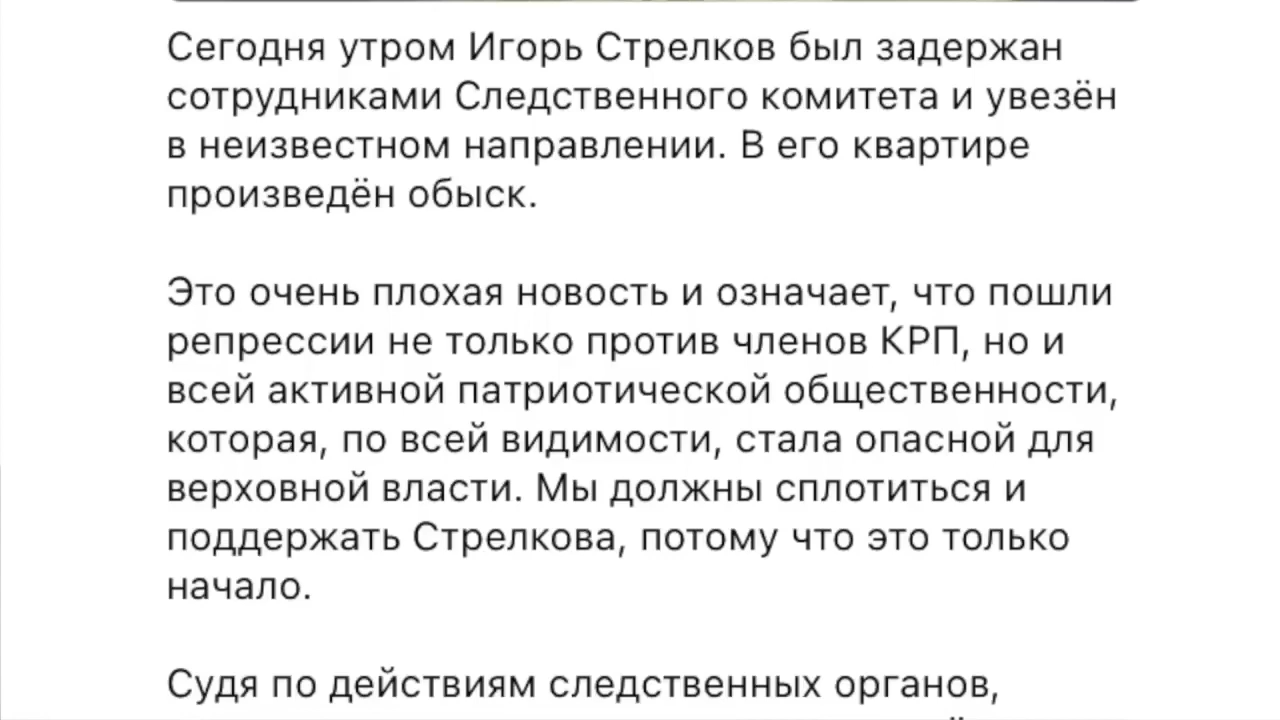 Сегодня утром Игорь Стрелков был задержан
сотрудниками Следственного комитета и увезён
в неизвестном направлении. В его квартире
произведён обыск.
Это очень плохая новость и означает, что пошли
репрессии не только против членов КРП, но и
всей активной патриотической общественности,
которая, по всей видимости, стала опасной для
верховной власти. Мы должны сплотиться и
поддержать Стрелкова, потому что это только
начало.
Судя по действиям следственных органов,